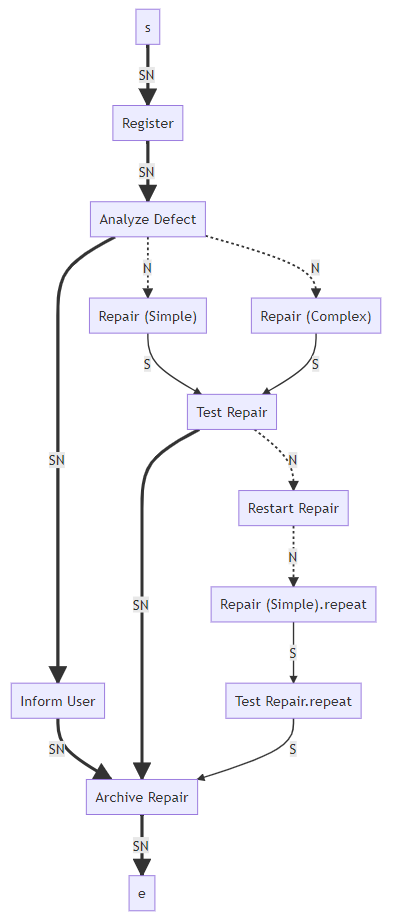 s
SN
Register
SN
Analyze Defect
N
N
Repair (Simple)
Repair (Complex)
S
S
Test Repair
SN
N
Restart Repair
N
Repair (Simple).repeat
SN
S
Inform User
Test Repair.repeat
SN
S
Archive Repair
SN
e